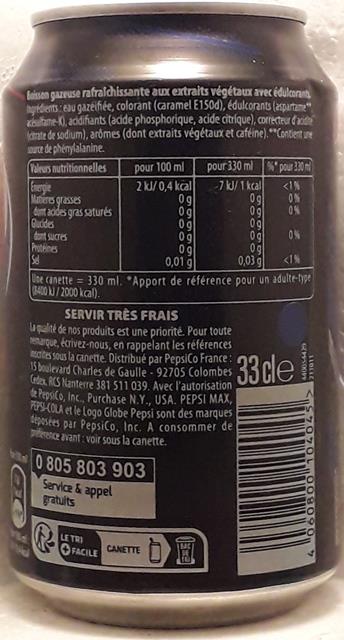 Boisson gazeuse rafraîchissante aux extraits végétaux avec édulcorants.
Ingrédients : eau gazéifiée, colorant (caramel E150d), édulcorants (aspartame**,
acésulfame-K), acidifiants (acide phosphorique, acide citrique), correcteur d'acidité
(citrate de sodium), arômes (dont extraits végétaux et caféine). **Contient une
source de phénylalanine.
Valeurs nutritionnelles pour 100 ml pour 330 ml %* pour 330 ml
Énergie 2 kJ/ 0,4 kcal 7 kJ/ 1 kcal <1%
Matières grasses 0 g 0 g 0%
dont acides gras saturés 0 g 0 g 0%
Glucides 0 g 0 g
dont sucres 0 g 0 g 0%
Protéines 0 g 0 g
Sel 0,01 g 0,03 g <1%
Une canette = 330 ml. *Apport de référence pour un adulte-type
(8400 kJ / 2000 kcal).
SERVIR TRÈS FRAIS
La qualité de nos produits est une priorité. Pour toute
remarque, écrivez-nous, en rappelant les références
inscrites sous la canette. Distribué par PepsiCo France :
15 boulevard Charles de Gaulle - 92705 Colombes
Cedex. RCS Nanterre 381 511 039. Avec l'autorisation
de PepsiCo, Inc., Purchase N.Y., USA. PEPSI MAX,
PEPSI-COLA et le Logo Globe Pepsi sont des marques
déposées par PepsiCo, Inc. A consommer de
préférence avant : voir sous la canette.
33 cl e
4 060800 104045
0 805 803 903
Service & appel
gratuits
LE TRI
+ FACILE
CANETTE
BAC
DE
TRI